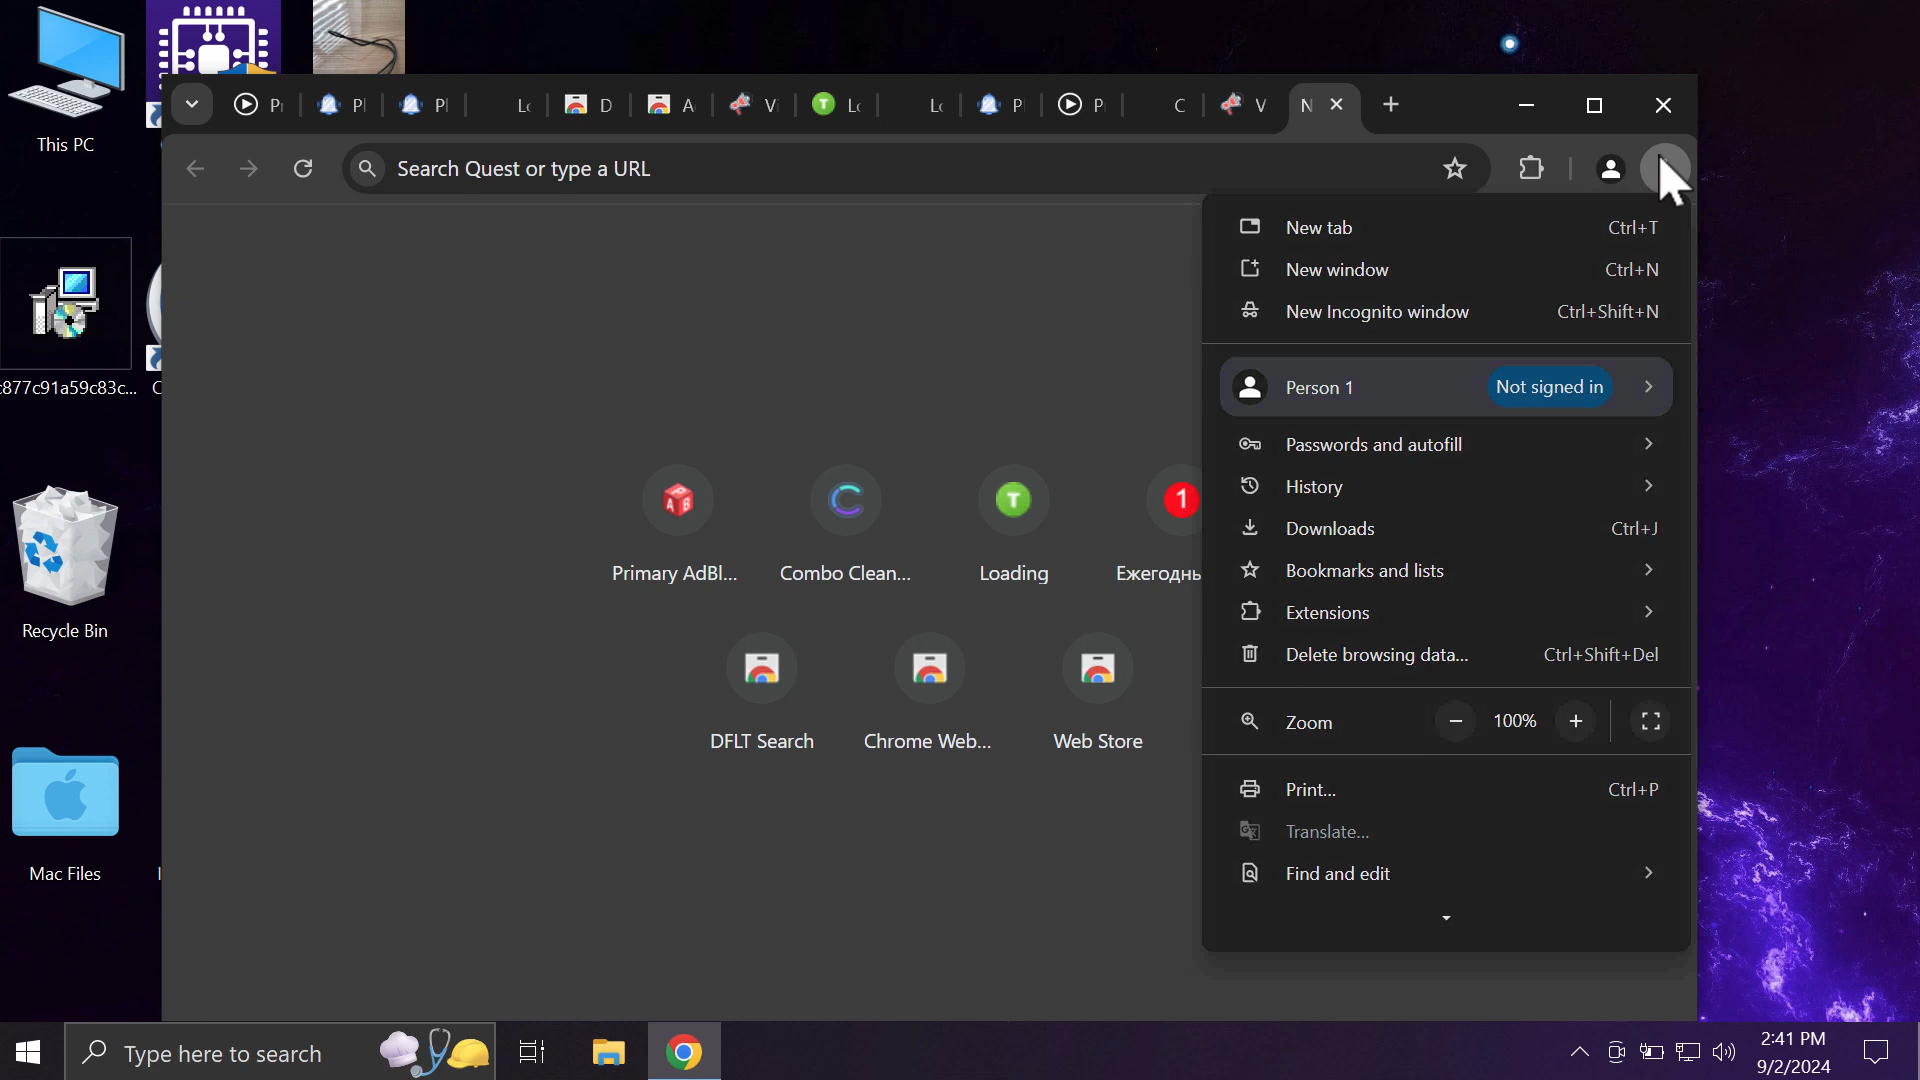 This PC
c877c91a59c83c...
Recycle Bin
Mac Files
Search Quest or type a URL
Primary AdBl...
Combo Clean...
Loading
Ежегоднь
1
DFLT Search
Chrome Web...
Web Store
New tab Ctrl+T
New window Ctrl+N
New Incognito window Ctrl+Shift+N
Person 1 Not signed in
Passwords and autofill
History
Downloads Ctrl+J
Bookmarks and lists
Extensions
Delete browsing data... Ctrl+Shift+Del
Zoom 100%
Print... Ctrl+P
Translate...
Find and edit
Type here to search
2:41 PM
9/2/2024